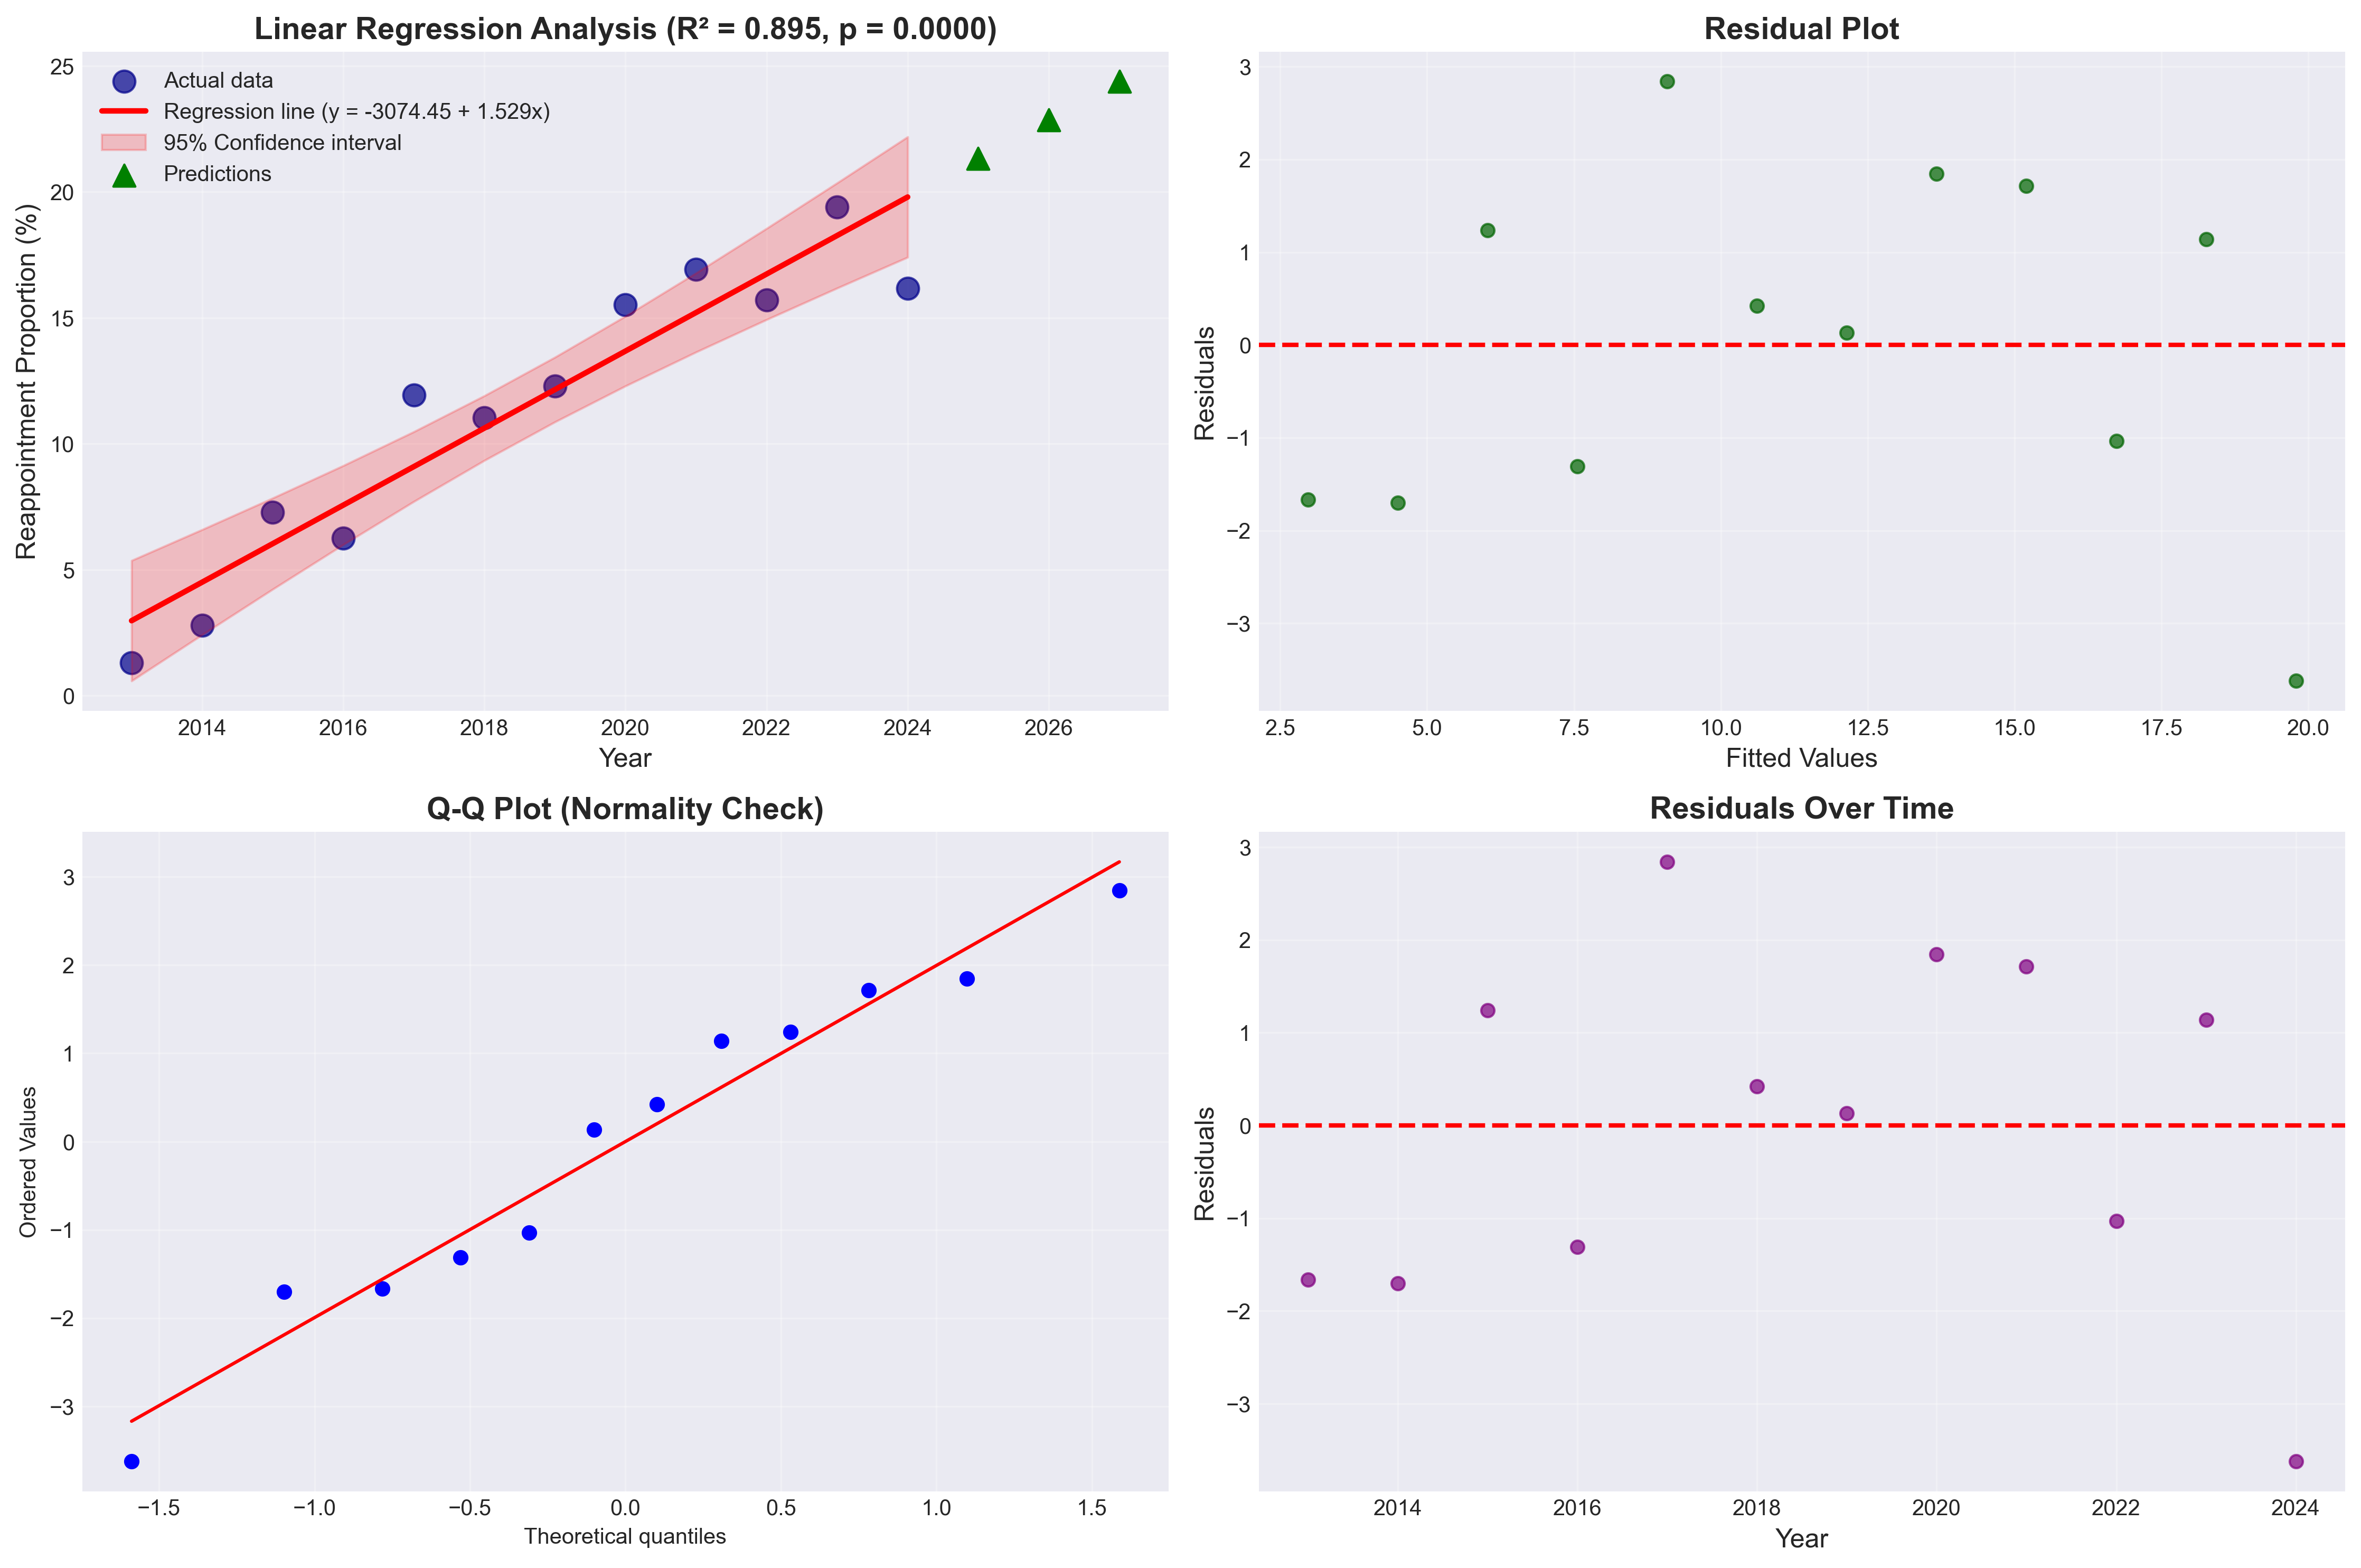 Linear Regression Analysis (R² = 0.895, p = 0.0000)
Actual data
Regression line (y = -3074.45 + 1.529x)
95% Confidence interval
Predictions
Reappointment Proportion (%)
25
20
15
10
5
0
2014 2016 2018 2020 2022 2024 2026
Year
Residual Plot
Residuals
3
2
1
0
−1
−2
−3
2.5 5.0 7.5 10.0 12.5 15.0 17.5 20.0
Fitted Values
Q-Q Plot (Normality Check)
Ordered Values
3
2
1
0
−1
−2
−3
−1.5 −1.0 −0.5 0.0 0.5 1.0 1.5
Theoretical quantiles
Residuals Over Time
Residuals
3
2
1
0
−1
−2
−3
2014 2016 2018 2020 2022 2024
Year